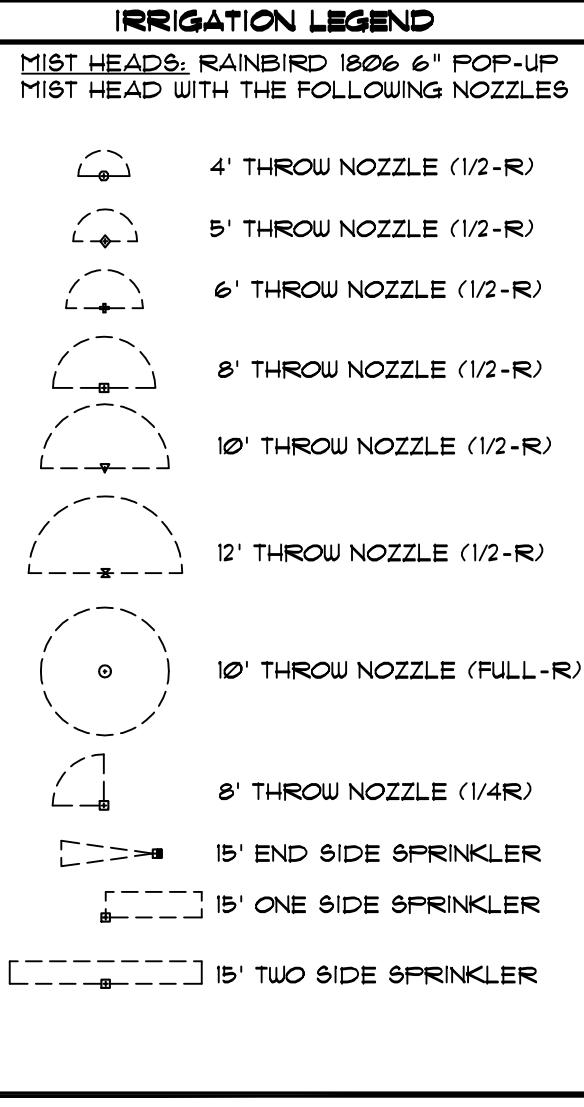 IRRIGATION LEGEND
MIST HEADS: RAINBIRD 1806 6" POP-UP
MIST HEAD WITH THE FOLLOWING NOZZLES
4' THROW NOZZLE (1/2-R)
5' THROW NOZZLE (1/2-R)
6' THROW NOZZLE (1/2-R)
8' THROW NOZZLE (1/2-R)
10' THROW NOZZLE (1/2-R)
12' THROW NOZZLE (1/2-R)
10' THROW NOZZLE (FULL-R)
8' THROW NOZZLE (1/4R)
15' END SIDE SPRINKLER
15' ONE SIDE SPRINKLER
15' TWO SIDE SPRINKLER